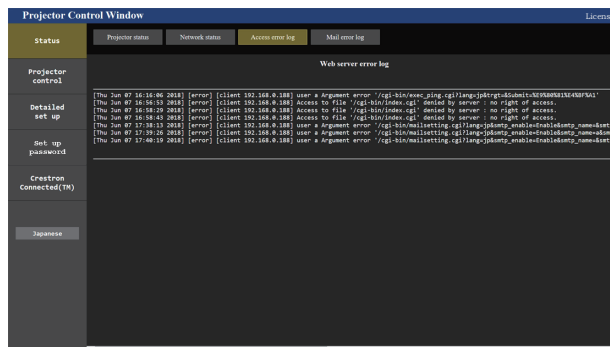 Projector Control Window
Licens
Status
Projector status
Network status
Access error log
Mail error log
Web server error log
Projector
control
Detailed
set up
Set up
password
Crestron
Connected(TM)
Japanese
[Thu Jun 07 16:16:06 2018] [error] [client 192.168.0.188] user a Argument error '/cgi-bin/exec_ping.cgi?lang=jp&trgt=&Submit=%E9%80%81%E4%BF%A1'
[Thu Jun 07 16:56:53 2018] [error] [client 192.168.0.188] Access to file '/cgi-bin/index.cgi' denied by server : no right of access.
[Thu Jun 07 16:58:29 2018] [error] [client 192.168.0.188] Access to file '/cgi-bin/index.cgi' denied by server : no right of access.
[Thu Jun 07 16:58:43 2018] [error] [client 192.168.0.188] Access to file '/cgi-bin/index.cgi' denied by server : no right of access.
[Thu Jun 07 17:38:13 2018] [error] [client 192.168.0.188] user a Argument error '/cgi-bin/mailsetting.cgi?lang=jp&smtp_enable=Enable&smtp_name=&smt
[Thu Jun 07 17:39:26 2018] [error] [client 192.168.0.188] user a Argument error '/cgi-bin/mailsetting.cgi?lang=jp&smtp_enable=Enable&smtp_name=a&sm
[Thu Jun 07 17:40:19 2018] [error] [client 192.168.0.188] user a Argument error '/cgi-bin/mailsetting.cgi?lang=jp&smtp_enable=Enable&smtp_name=&smt